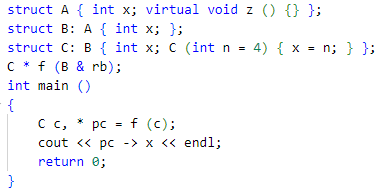 struct A { int x; virtual void z () {} };
struct B: A { int x; };
struct C: B { int x; C (int n = 4) { x = n; } };
C * f (B & rb);
int main ()
{
    C c, * pc = f (c);
    cout << pc -> x << endl;
    return 0;
}